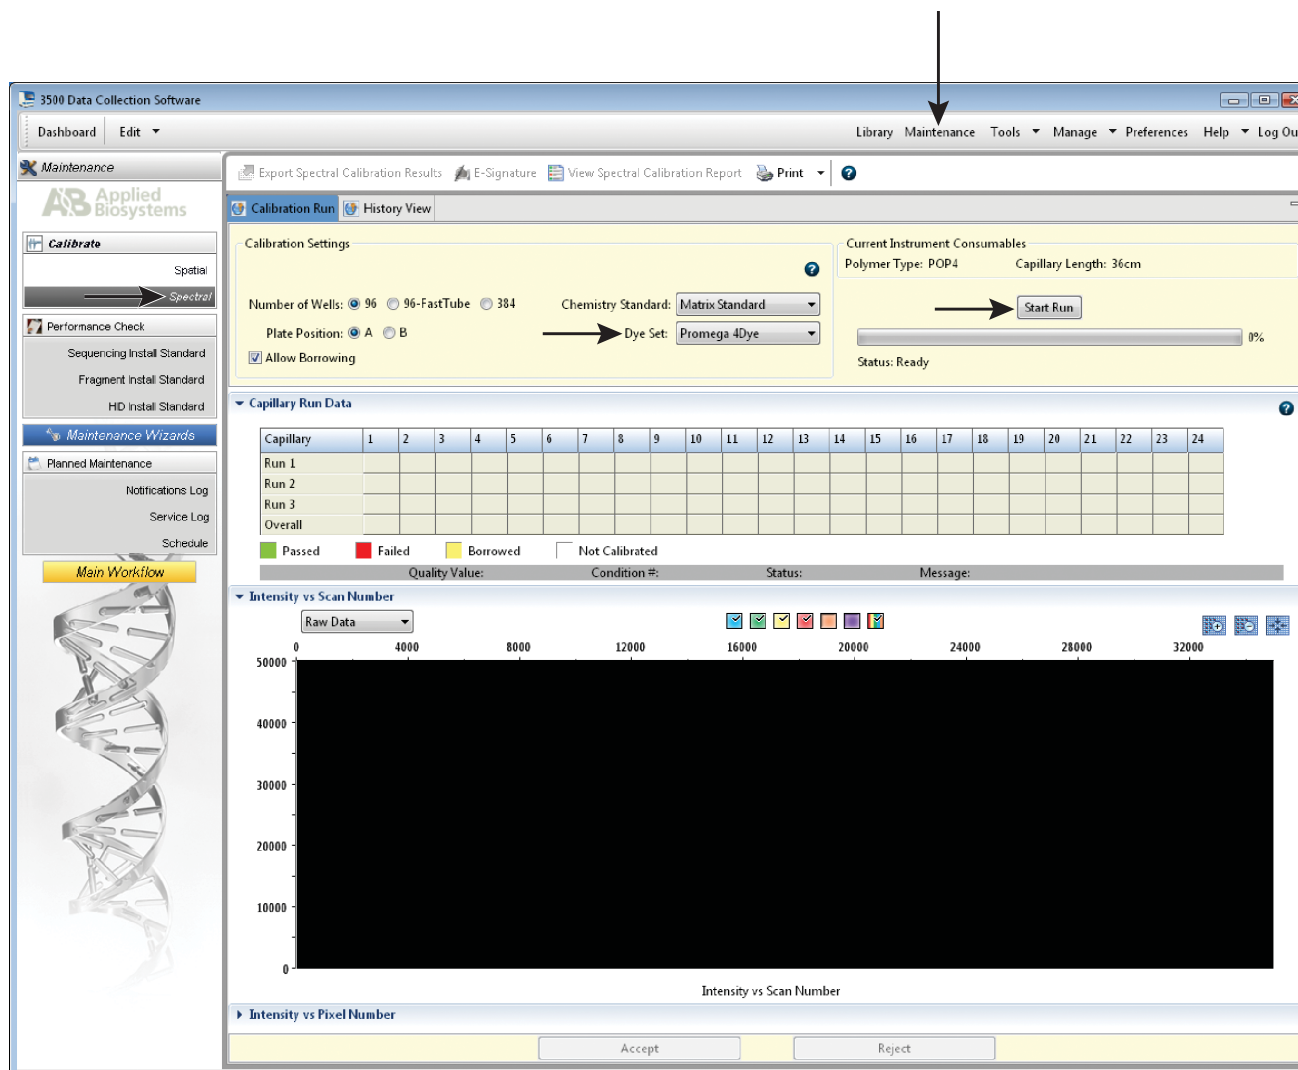 3500 Data Collection Software
Dashboard Edit Library Maintenance Tools Manage Preferences Help Log Ou
Maintenance
Export Spectral Calibration Results E-Signature View Spectral Calibration Report Print
AB Applied Biosystems
Calibration Run History View
Calibrate
Spatial
Spectral
Performance Check
Sequencing Install Standard
Fragment Install Standard
HID Install Standard
Maintenance Wizards
Planned Maintenance
Notifications Log
Service Log
Schedule
Main Workflow
Calibration Settings
Number of Wells: 96 96-FastTube 384 Chemistry Standard: Matrix Standard
Plate Position: A B Dye Set: Promega 4Dye
Allow Borrowing
Current Instrument Consumables
Polymer Type: POP4 Capillary Length: 36cm
Start Run
0%
Status: Ready
Capillary Run Data
Capillary 1 2 3 4 5 6 7 8 9 10 11 12 13 14 15 16 17 18 19 20 21 22 23 24
Run 1
Run 2
Run 3
Overall
Passed Failed Borrowed Not Calibrated
Quality Value: Condition #: Status: Message:
Intensity vs Scan Number
Raw Data
0 4000 8000 12000 16000 20000 24000 28000 32000
50000
40000
30000
20000
10000
0
Intensity vs Scan Number
Intensity vs Pixel Number
Accept Reject